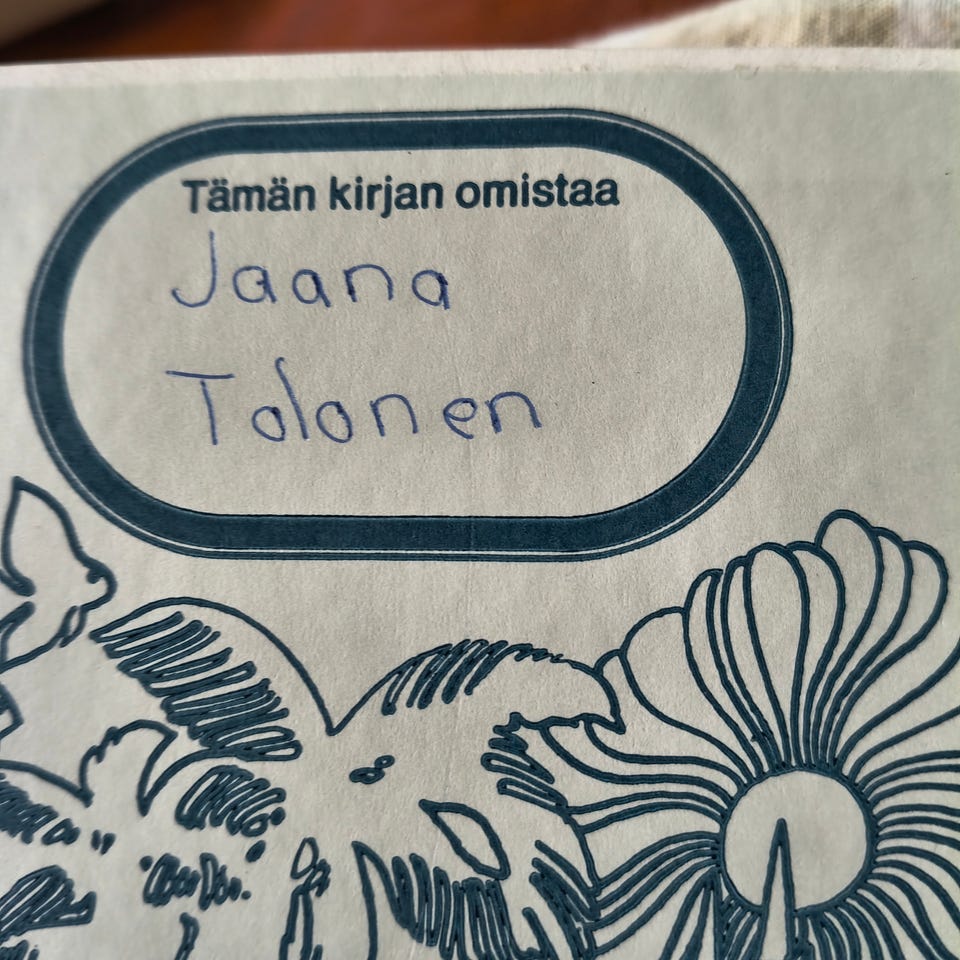 Tämän kirjan omistaa
Jaana
Tolonen